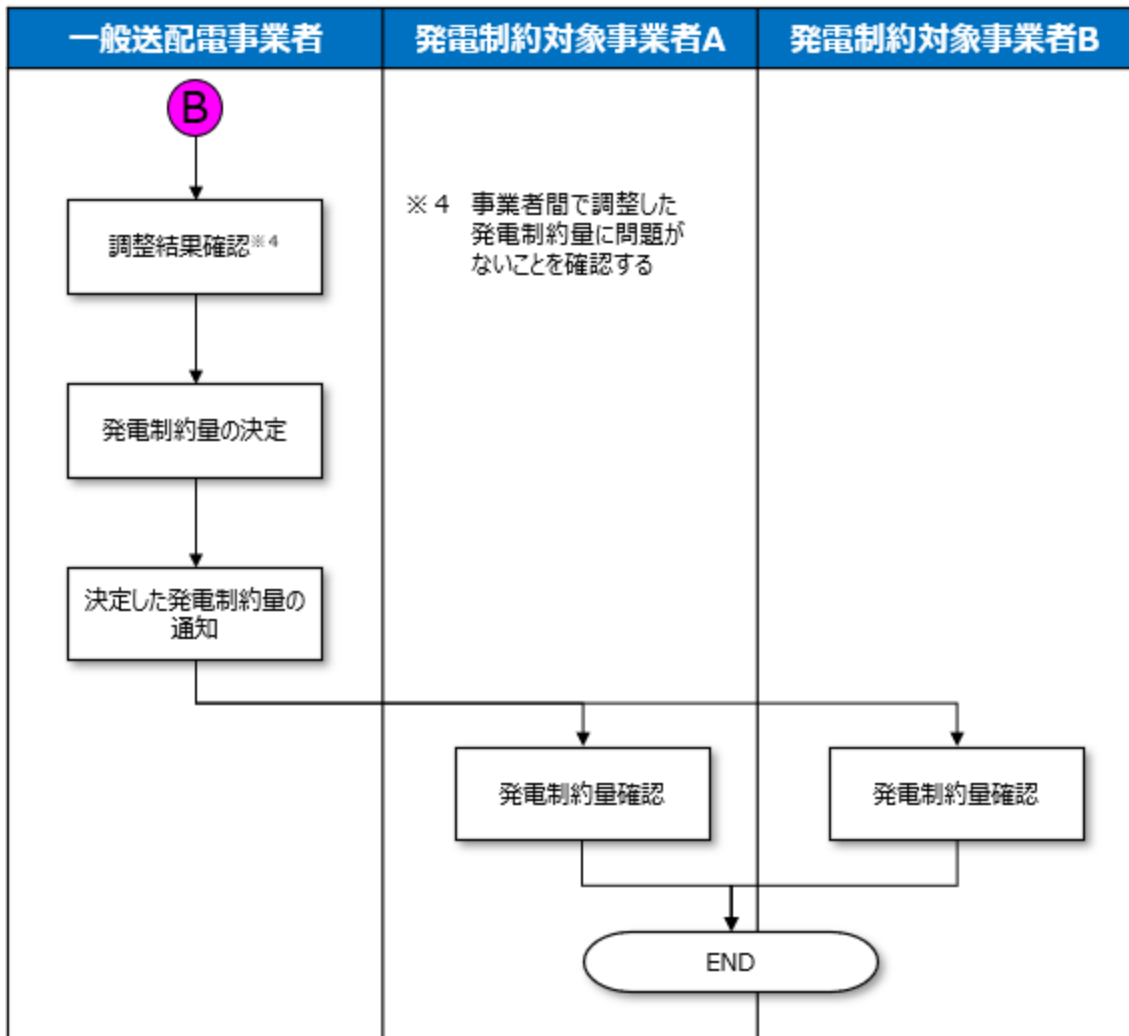 一般送配電事業者
発電制約対象事業者A
発電制約対象事業者B
B
調整結果確認※4
※4 事業者間で調整した
発電制約量に問題が
ないことを確認する
発電制約量の決定
決定した発電制約量の
通知
発電制約量確認
発電制約量確認
END